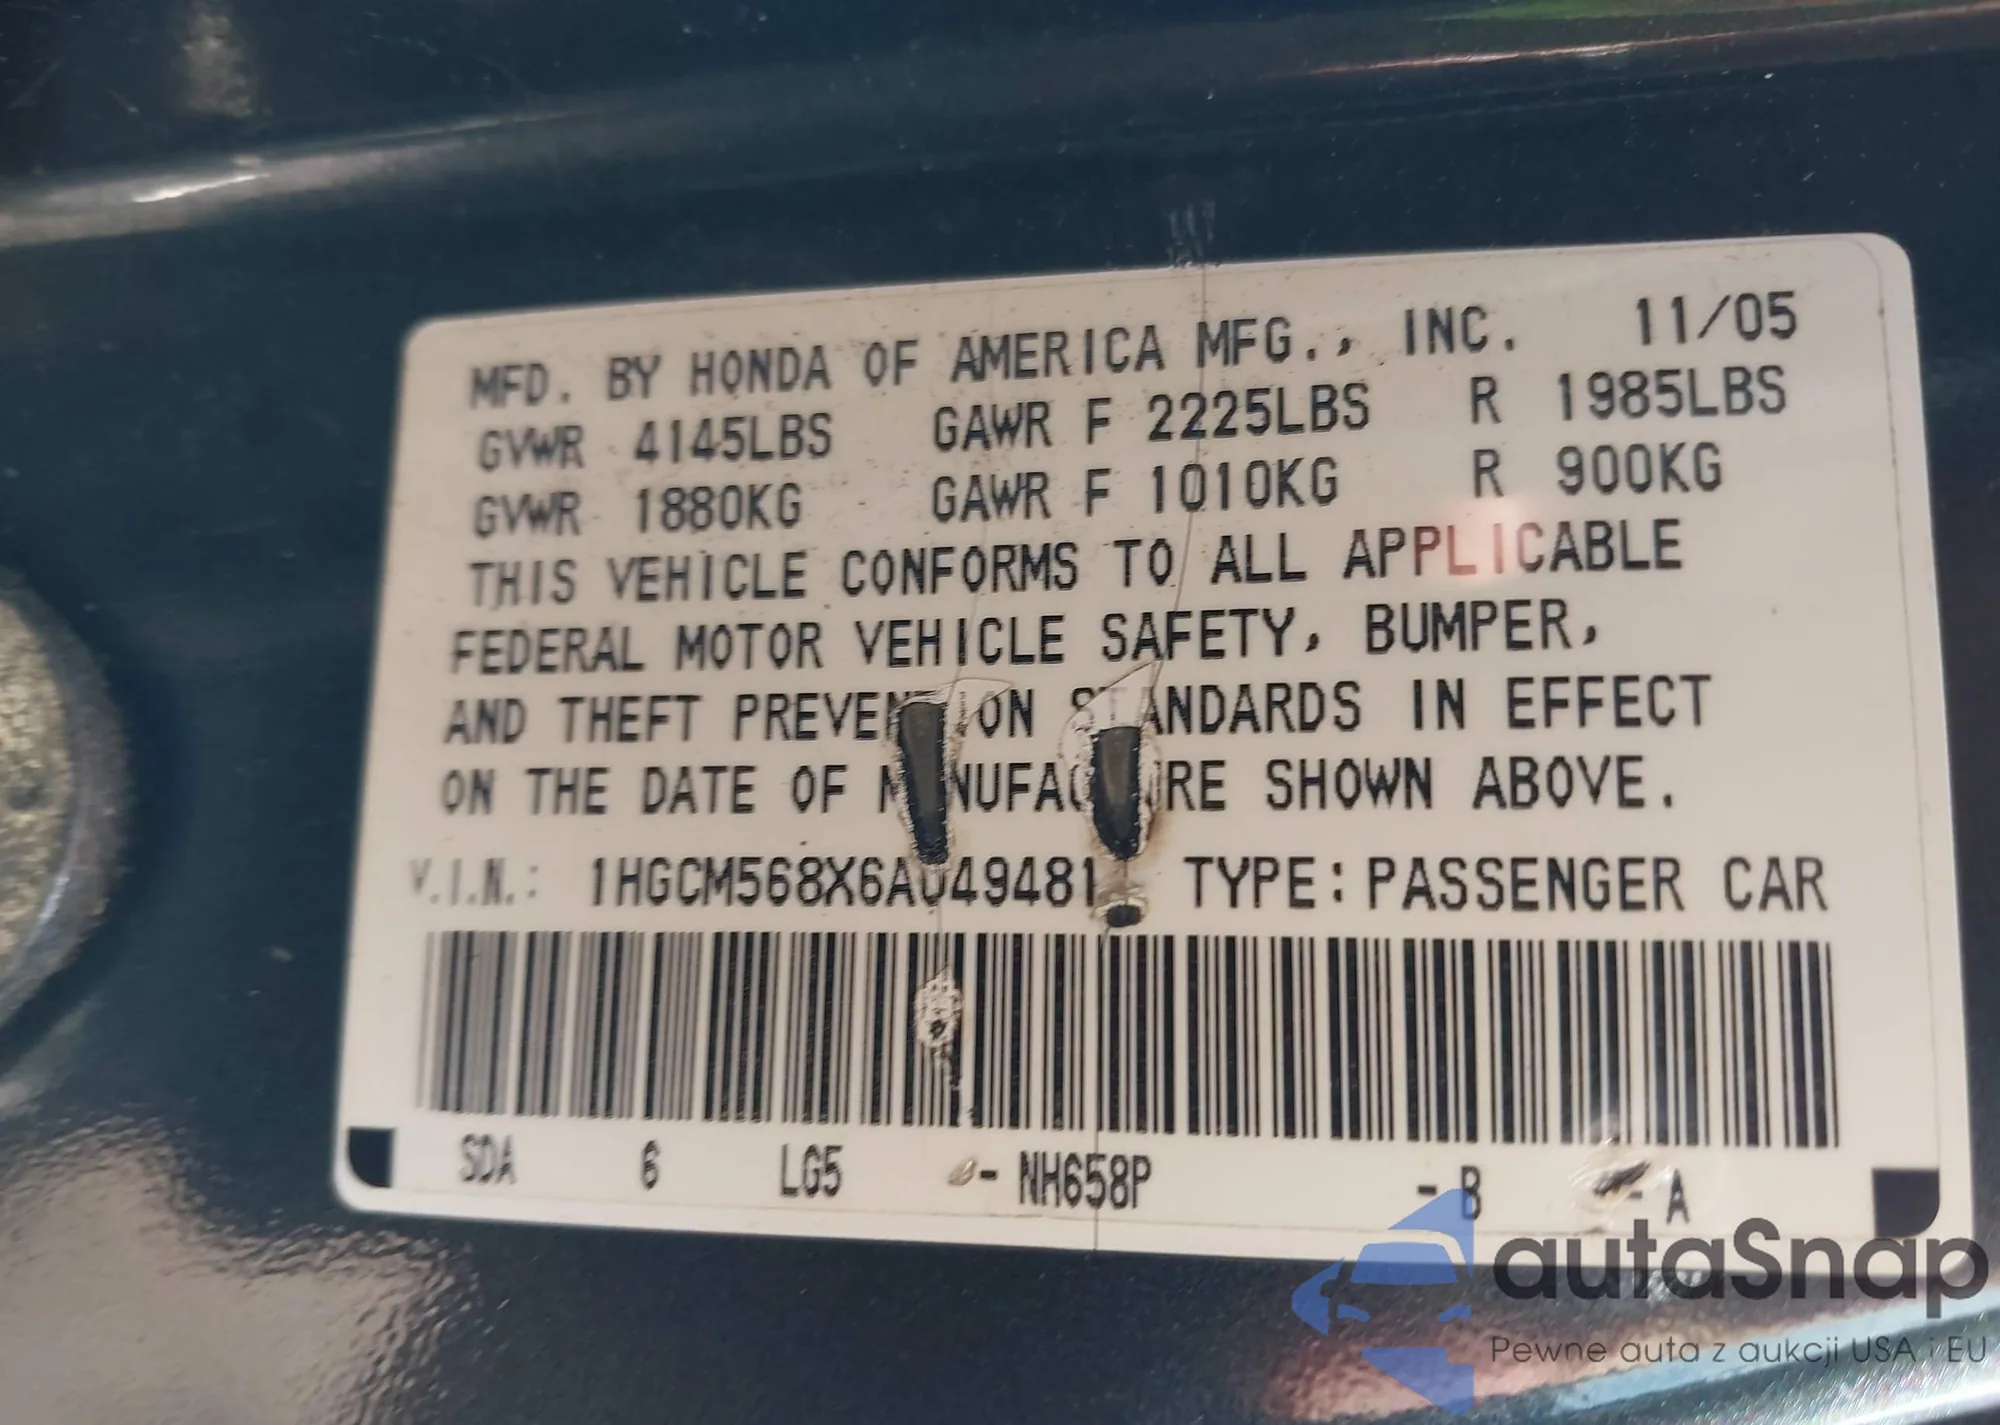 MFD. BY HONDA OF AMERICA MFG., INC. 11/05
GVWR 4145LBS GAWR F 2225LBS R 1985LBS
GVWR 1880KG GAWR F 1010KG R 900KG
THIS VEHICLE CONFORMS TO ALL APPLICABLE
FEDERAL MOTOR VEHICLE SAFETY, BUMPER,
AND THEFT PREVENTION STANDARDS IN EFFECT
ON THE DATE OF MANUFACTURE SHOWN ABOVE.
V.I.N.: 1HGCM568X6A049481 TYPE: PASSENGER CAR
SDA 6 LG5 - NH658P - B - A
autaSnap
Pewne auta z aukcji USA i EU